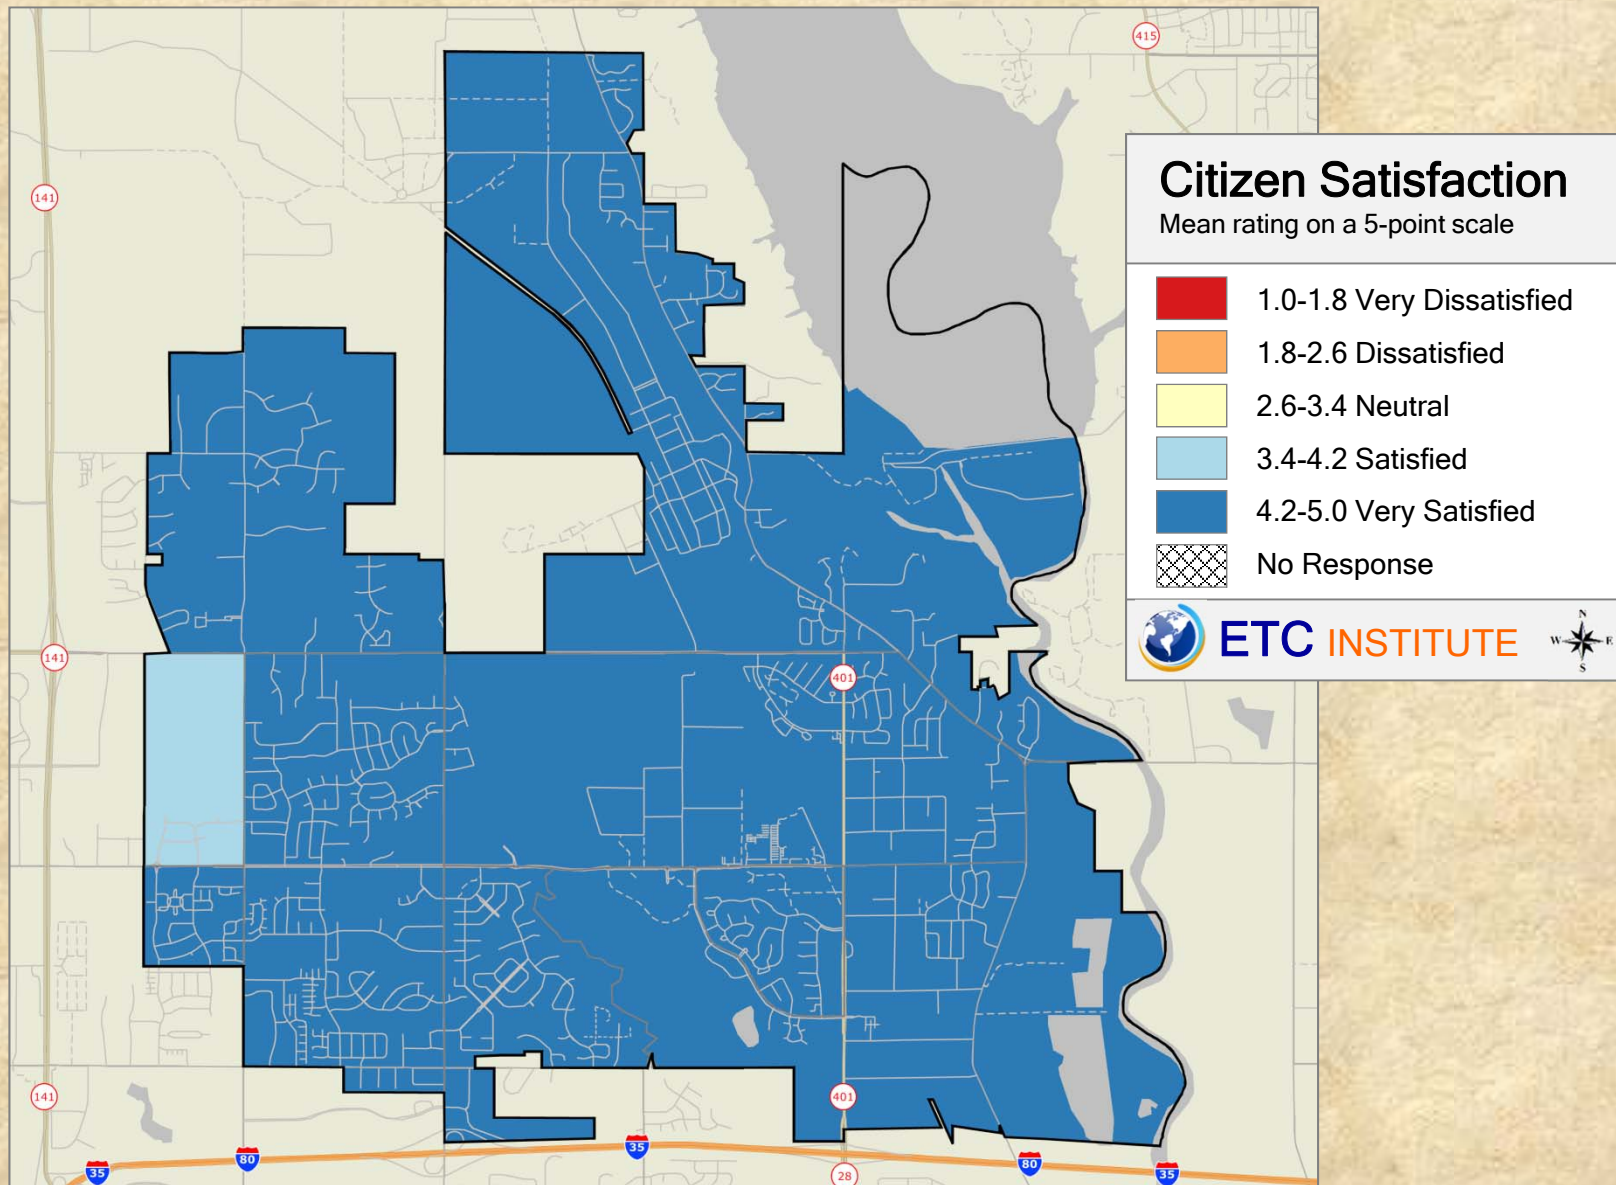 415
141
Citizen Satisfaction
Mean rating on a 5-point scale
1.0-1.8 Very Dissatisfied
1.8-2.6 Dissatisfied
2.6-3.4 Neutral
3.4-4.2 Satisfied
4.2-5.0 Very Satisfied
No Response
ETC INSTITUTE
N
W E
S
141
401
141
401
35
80
35
80
35
28